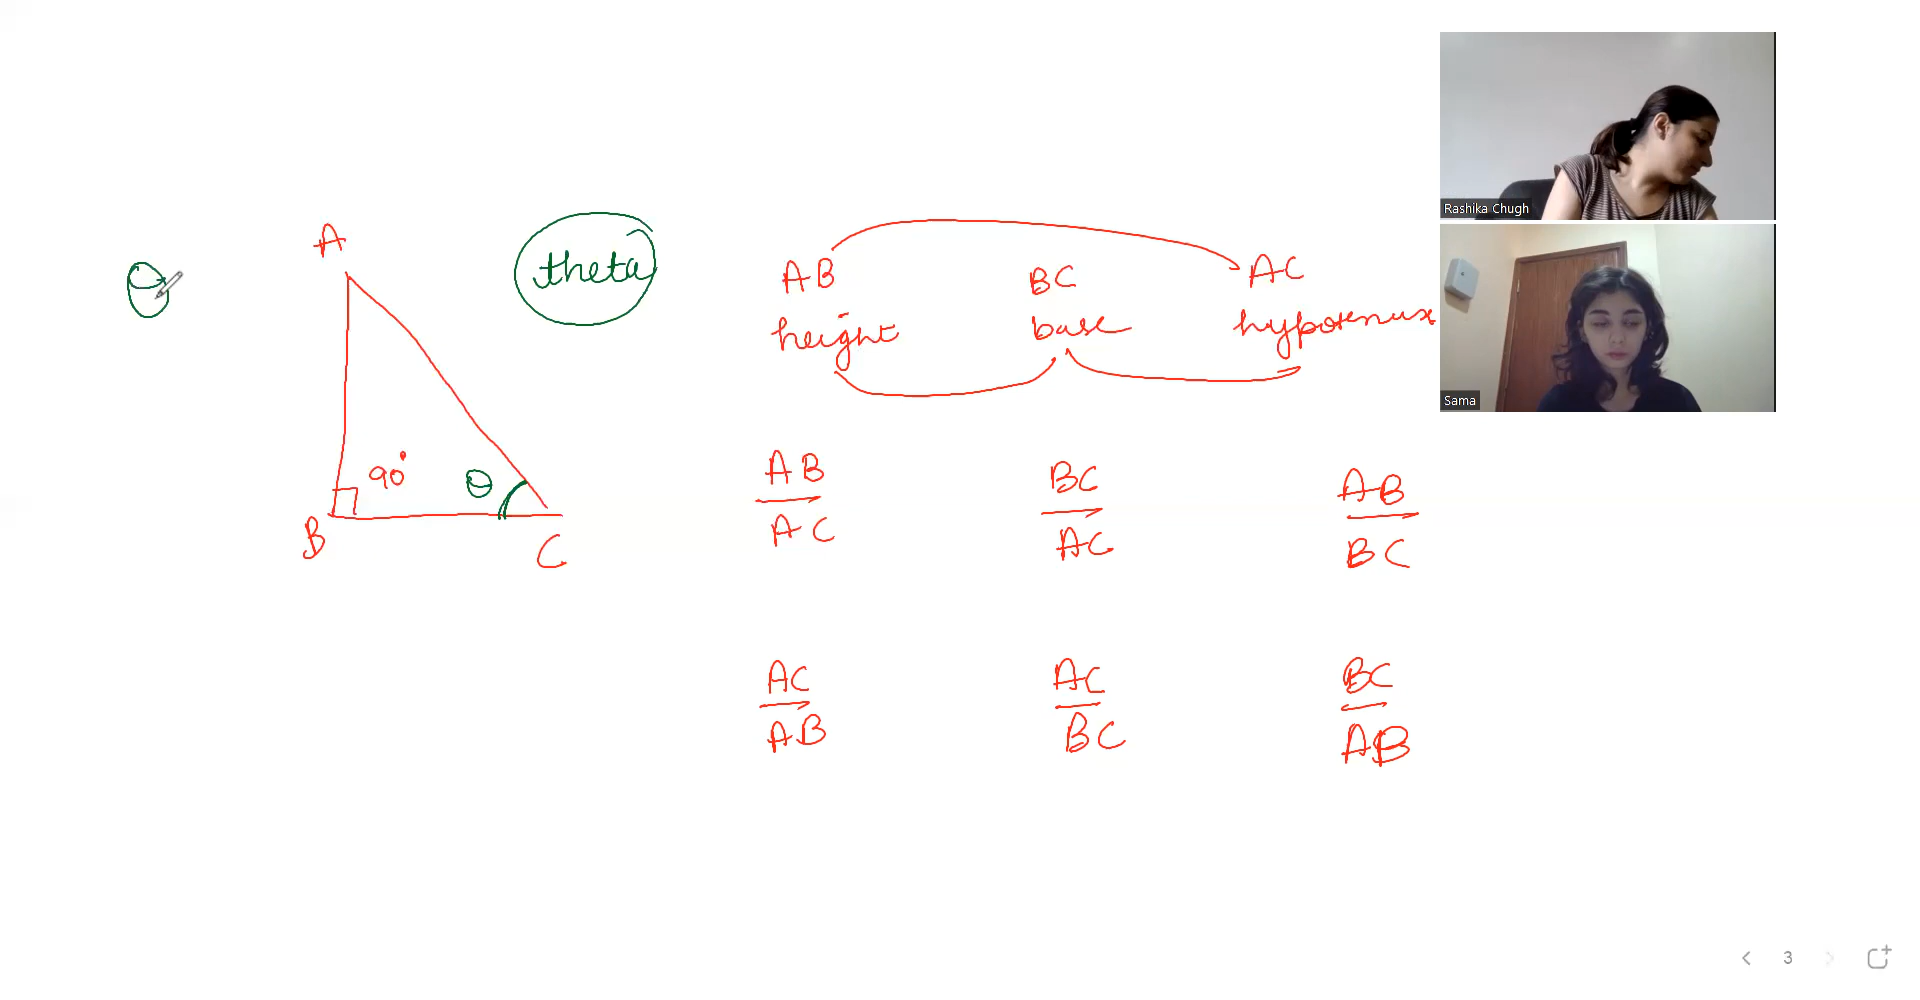 A
B
C
90°
θ
θ
theta
AB
height
BC
base
AC
hypotenuse
AB
AC
BC
AC
AB
BC
AC
AB
AC
BC
BC
AB
Rashika Chugh
Sama
3